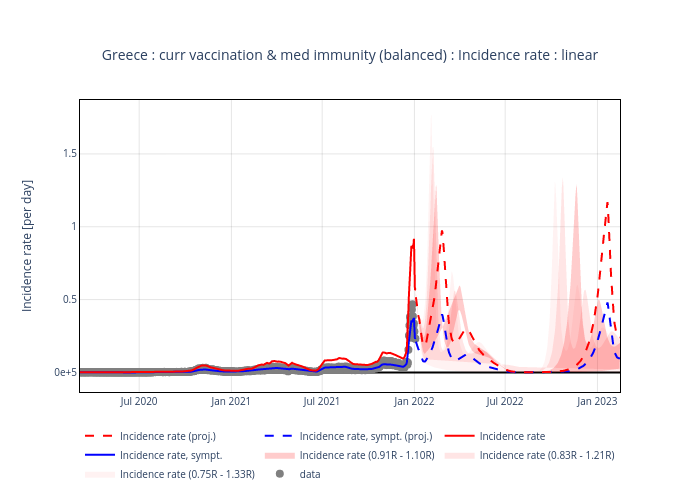 Greece : curr vaccination & med immunity (balanced) : Incidence rate : linear
Incidence rate [per day]
1.5
1
0.5
0e+5
Jul 2020
Jan 2021
Jul 2021
Jan 2022
Jul 2022
Jan 2023
Incidence rate (proj.)
Incidence rate, sympt. (proj.)
Incidence rate
Incidence rate, sympt.
Incidence rate (0.91R - 1.10R)
Incidence rate (0.83R - 1.21R)
Incidence rate (0.75R - 1.33R)
data